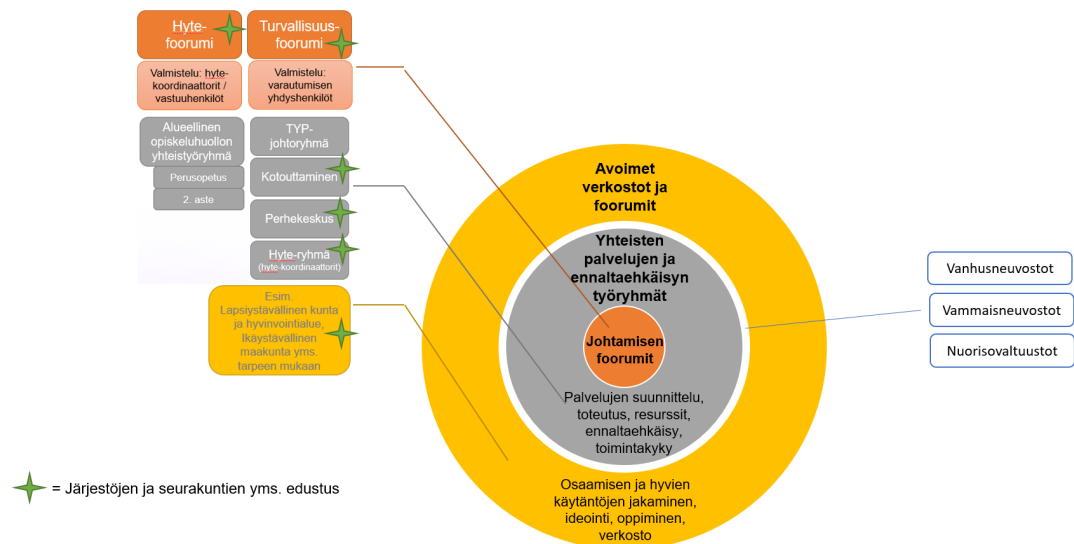 Hyte-
foorumi
Turvallisuus-
foorumi
Valmistelu: hyte-
koordinaattorit /
vastuuhenkilöt
Valmistelu:
varautumisen
yhdyshenkilöt
Alueellinen
opiskeluhuollon
yhteistyöryhmä
Perusopetus
2. aste
TYP-
johtoryhmä
Kotouttaminen
Perhekeskus
Hyte-ryhmä
(hyte-koordinaattorit)
Esim.
Lapsiystävällinen kunta
ja hyvinvointialue,
Ikäystävällinen
maakunta yms.
tarpeen mukaan
= Järjestöjen ja seurakuntien yms. edustus
Avoimet
verkostot ja
foorumit
Yhteisten
palvelujen ja
ennaltaehkäisyn
työryhmät
Johtamisen
foorumit
Palvelujen suunnittelu,
toteutus, resurssit,
ennaltaehkäisy,
toimintakyky
Osaamisen ja hyvien
käytäntöjen jakaminen,
ideointi, oppiminen,
verkosto
Vanhusneuvostot
Vammaisneuvostot
Nuorisovaltuustot